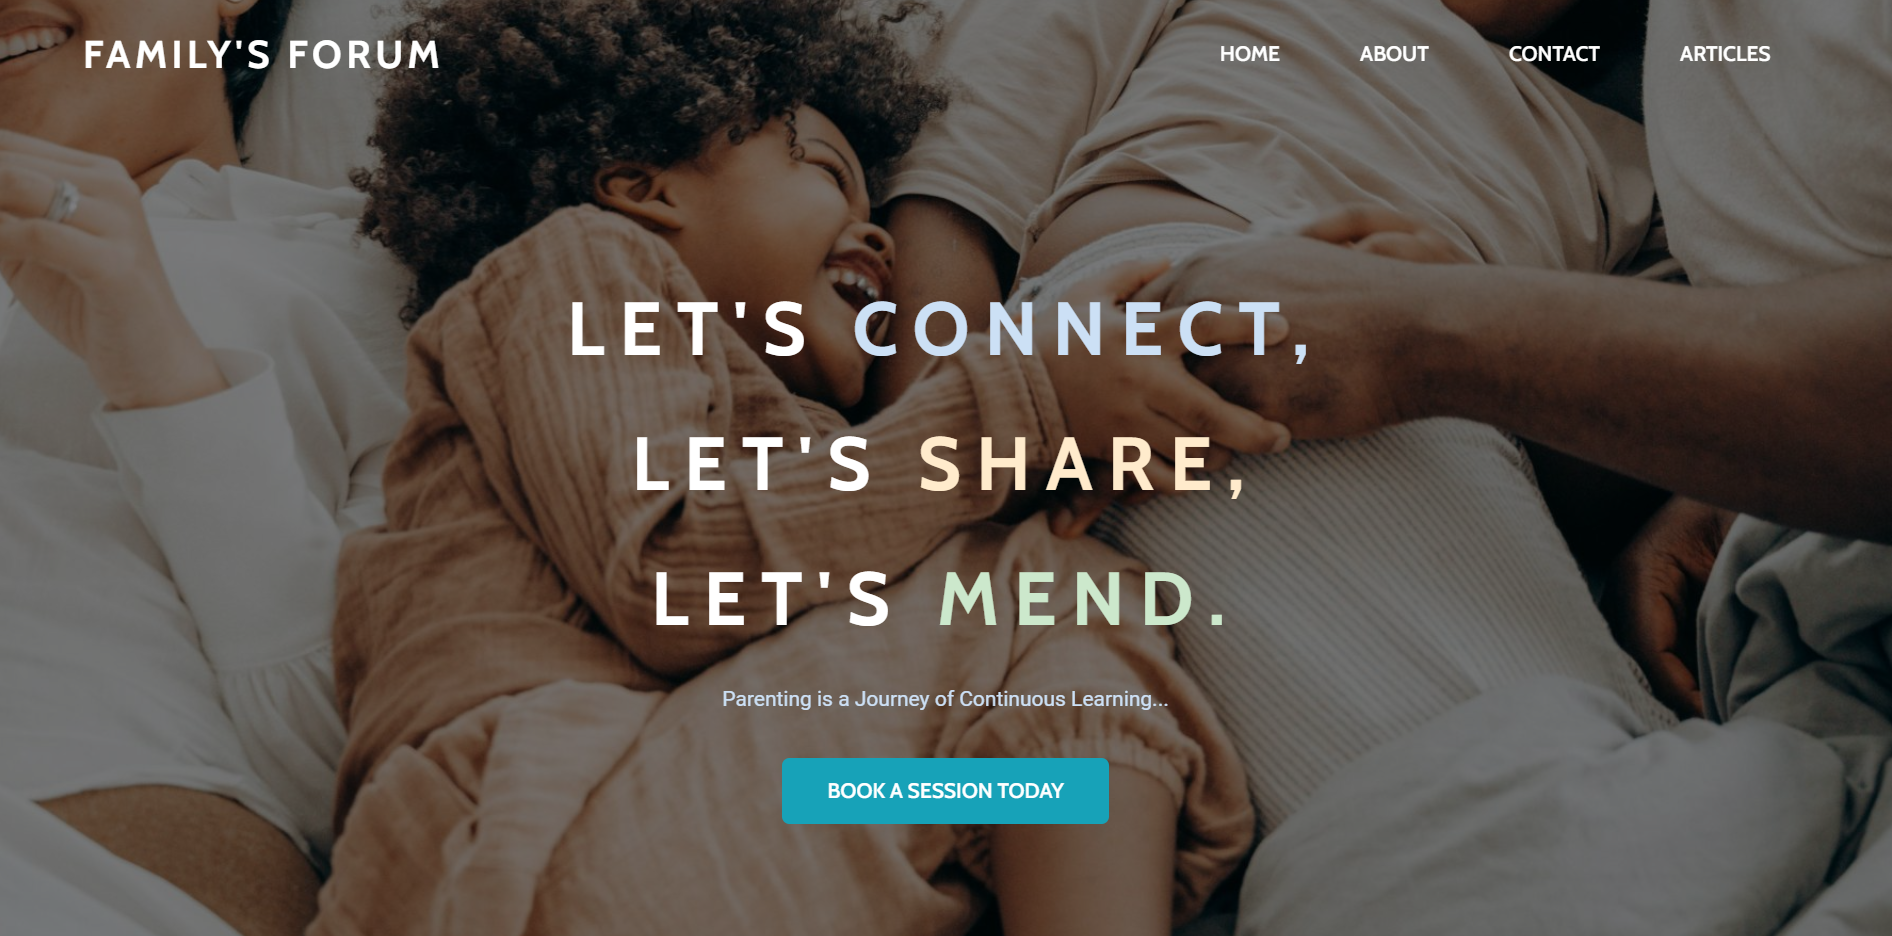 FAMILY'S FORUM
HOME ABOUT CONTACT ARTICLES
LET'S CONNECT,
LET'S SHARE,
LET'S MEND.
Parenting is a Journey of Continuous Learning...
BOOK A SESSION TODAY